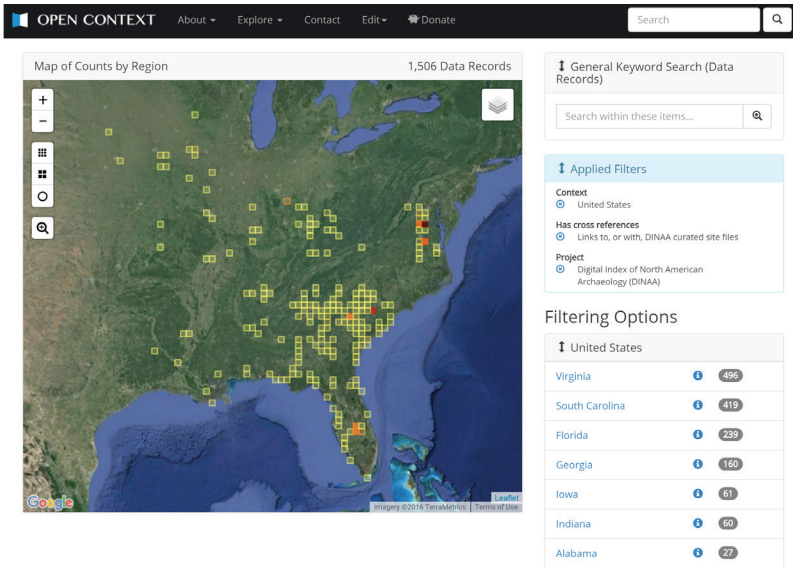 OPEN CONTEXT About Explore Contact Edit Donate Search
Map of Counts by Region 1,506 Data Records
+
−
Google
Leaflet
Imagery ©2016 TerraMetrics Terms of Use
General Keyword Search (Data
Records)
Search within these items...
Applied Filters
Context
United States
Has cross references
Links to, or with, DINAA curated site files
Project
Digital Index of North American
Archaeology (DINAA)
Filtering Options
United States
Virginia 496
South Carolina 419
Florida 239
Georgia 160
Iowa 61
Indiana 60
Alabama 27